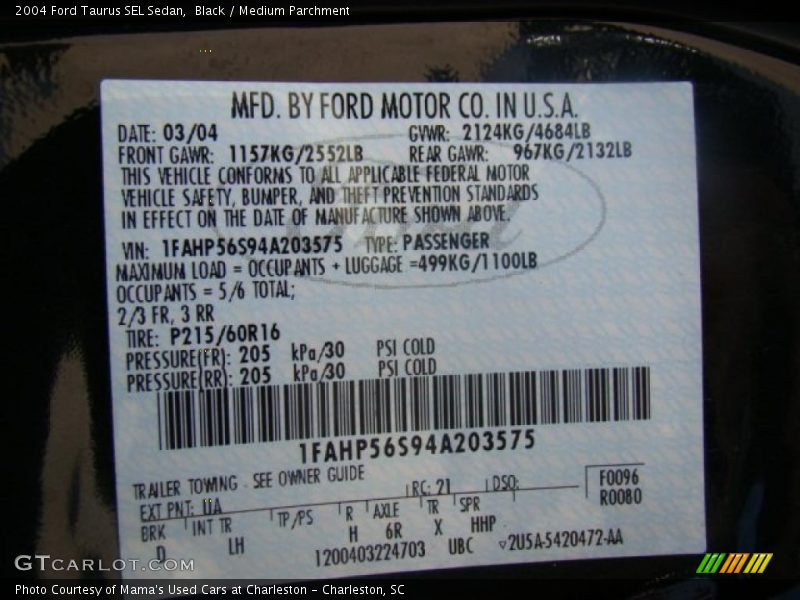 2004 Ford Taurus SEL Sedan,  Black / Medium Parchment
MFD. BY FORD MOTOR CO. IN U.S.A.
DATE: 03/04 GVWR: 2124KG/4684LB
FRONT GAWR: 1157KG/2552LB REAR GAWR: 967KG/2132LB
THIS VEHICLE CONFORMS TO ALL APPLICABLE FEDERAL MOTOR
VEHICLE SAFETY, BUMPER, AND THEFT PREVENTION STANDARDS
IN EFFECT ON THE DATE OF MANUFACTURE SHOWN ABOVE.
VIN: 1FAHP56S94A203575 TYPE: PASSENGER
MAXIMUM LOAD = OCCUPANTS + LUGGAGE =499KG/1100LB
OCCUPANTS = 5/6 TOTAL;
2/3 FR, 3 RR
TIRE: P215/60R16
PRESSURE(FR): 205 kPa/30 PSI COLD
PRESSURE(RR): 205 kPa/30 PSI COLD
1FAHP56S94A203575
TRAILER TOWING - SEE OWNER GUIDE
EXT PNT: UA RC: 21 DSO: F0096
R0080
BRK INT TR TP/PS R AXLE TR SPR
D LH H 6R X HHP
1200403224703 UBC ▽2U5A-5420472-AA
GTCARLOT.COM
Photo Courtesy of Mama's Used Cars at Charleston - Charleston, SC